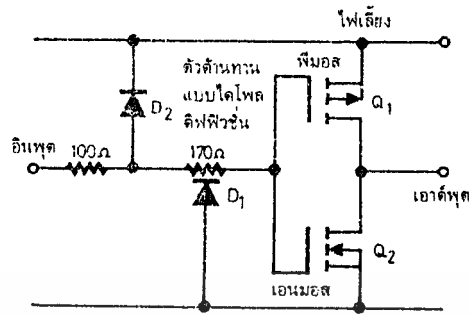 ไฟเลี้ยง
พีมอส
ตัวต้านทาน
แบบไดโพล
ดิฟฟิวชั่น
Q1
D2
อินพุต
100Ω
170Ω
เอาต์พุต
D1
Q2
เอนมอส